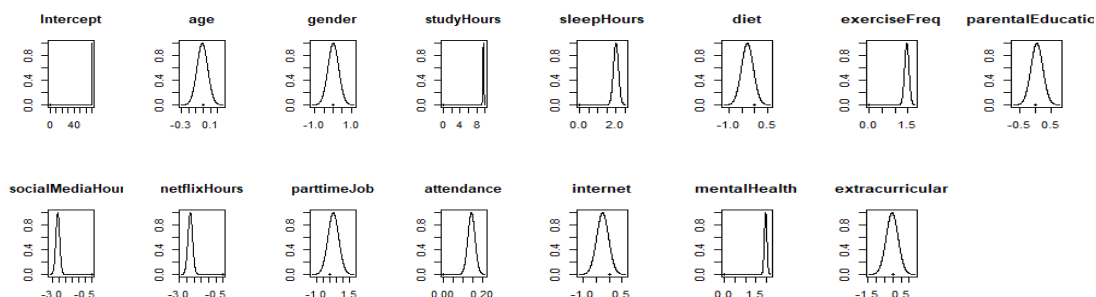 Intercept age gender studyHours sleepHours diet exerciseFreq parentalEducatio
0.0 0.4 0.8 0.0 0.4 0.8 0.0 0.4 0.8 0.0 0.4 0.8 0.0 0.4 0.8 0.0 0.4 0.8 0.0 0.4 0.8 0.0 0.4 0.8
0 40 -0.3 0.1 -1.0 1.0 0 4 8 0.0 2.0 -1.0 0.5 0.0 1.5 -0.5 0.5
socialMediaHour netflixHours parttimeJob attendance internet mentalHealth extracurricular
0.0 0.4 0.8 0.0 0.4 0.8 0.0 0.4 0.8 0.0 0.4 0.8 0.0 0.4 0.8 0.0 0.4 0.8 0.0 0.4 0.8
-3.0 -0.5 -3.0 -0.5 -1.0 1.5 0.00 0.20 -1.0 0.5 0.0 1.5 -1.5 0.5